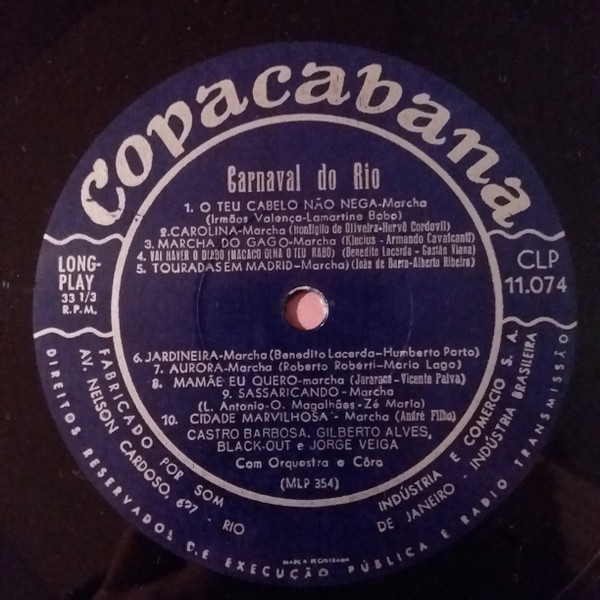 Copacabana
Carnaval do Rio
1. O TEU CABELO NÃO NEGA-Marcha
(Irmãos Valença-Lamartine Babo)
2.CAROLINA-Marcha (Bonfiglio de Oliveira-Hervê Cordovil)
3. MARCHA DO GAGO-Marcha (Klecius - Armando Cavalcanti)
4. VAI HAVER O DIABO (MACACO OLHA O TEU RABO) (Benedito Lacerda - Gastão Viana)
5. TOURADAS EM MADRID-Marcha) (João de Barro-Alberto Ribeiro)
LONG-
PLAY
33 1/3
R.P.M.
CLP
11.074
6. JARDINEIRA-Marcha (Benedito Lacerda-Humberto Porto)
7. AURORA-Marcha (Roberto Roberti-Mario Lago)
8. MAMÃE EU QUERO-marcha (Jararaca-Vicente Paiva)
9. SASSARICANDO-Marcha
(L. Antonio-O. Magalhães-Zé Mario)
10. CIDADE MARVILHOSA - Marcha (André Filho)
CASTRO BARBOSA, GILBERTO ALVES,
BLACK-OUT e JORGE VEIGA
Com Orquestra e Côro
(MLP 354)
FABRICADO POR SOM INDÚSTRIA E COMERCIO S. A.
AV. NELSON CARDOSO, 627 - RIO DE JANEIRO - INDÚSTRIA BRASILEIRA
DIREITOS RESERVADOS DE EXECUÇÃO PÚBLICA E RADIO TRANSMISSÃO
MARCA REGISTRADA